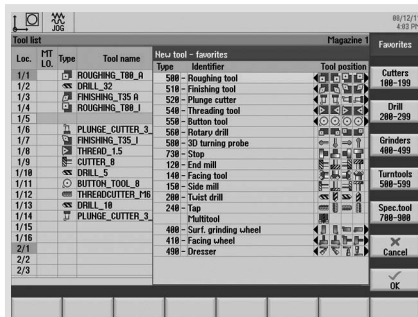 08/12/1
4:03 PM
JOG
Tool list
Magazine 1
Favorites
Loc.
MT LO.
Type
Tool name
New tool - favorites
Type
Identifier
Tool position
1/1 ROUGHING_T80_A
1/2 DRILL_32
1/3 FINISHING_T35 A
1/4 ROUGHING_T80_I
1/5
1/6 PLUNGE_CUTTER_3_
1/7 FINISHING_T35_I
1/8 THREAD_1.5
1/9 CUTTER_8
1/10 DRILL_5
1/11 BUTTON_TOOL_8
1/12 THREADCUTTER_M6
1/13 DRILL_10
1/14 PLUNGE_CUTTER_3_
1/15
1/16
2/1
2/2
2/3
500 - Roughing tool
510 - Finishing tool
520 - Plunge cutter
540 - Threading tool
550 - Button tool
560 - Rotary drill
580 - 3D turning probe
730 - Stop
120 - End mill
140 - Facing tool
150 - Side mill
200 - Twist drill
240 - Tap
Multitool
400 - Surf. grinding wheel
410 - Facing wheel
490 - Dresser
Cutters
100-199
Drill
200-299
Grinders
400-499
Turntools
500-599
Spec.tool
700-900
Cancel
OK